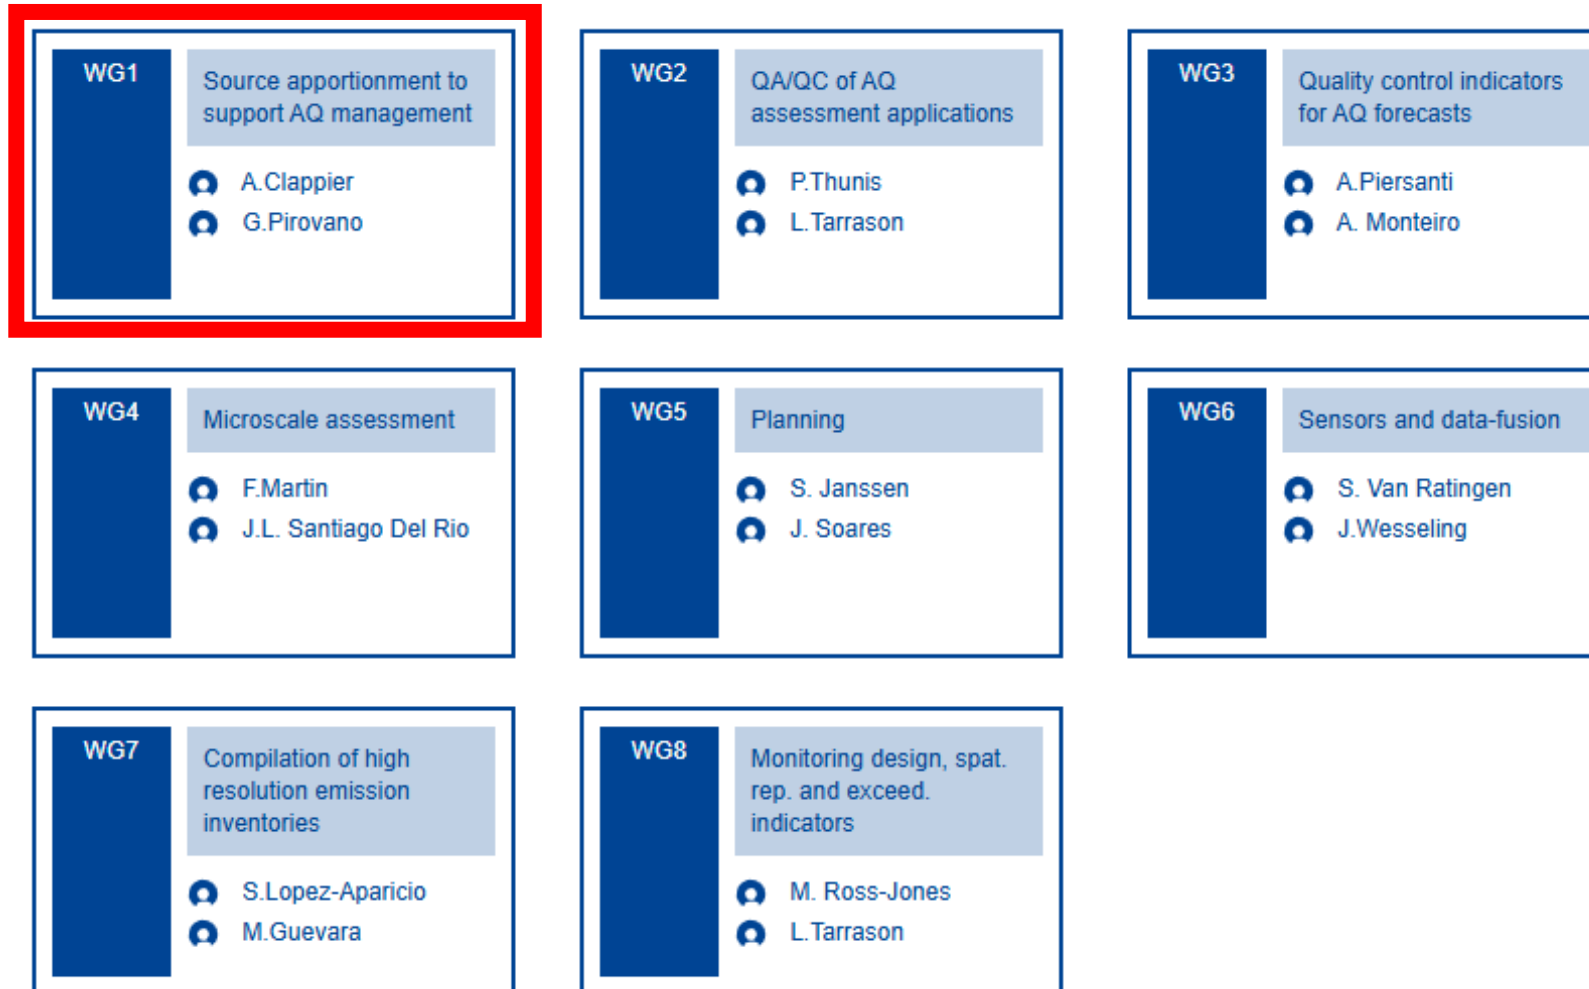 WG1
Source apportionment to
support AQ management
A.Clappier
G.Pirovano
WG2
QA/QC of AQ
assessment applications
P.Thunis
L.Tarrason
WG3
Quality control indicators
for AQ forecasts
A.Piersanti
A. Monteiro
WG4
Microscale assessment
F.Martin
J.L. Santiago Del Rio
WG5
Planning
S. Janssen
J. Soares
WG6
Sensors and data-fusion
S. Van Ratingen
J.Wesseling
WG7
Compilation of high
resolution emission
inventories
S.Lopez-Aparicio
M.Guevara
WG8
Monitoring design, spat.
rep. and exceed.
indicators
M. Ross-Jones
L.Tarrason